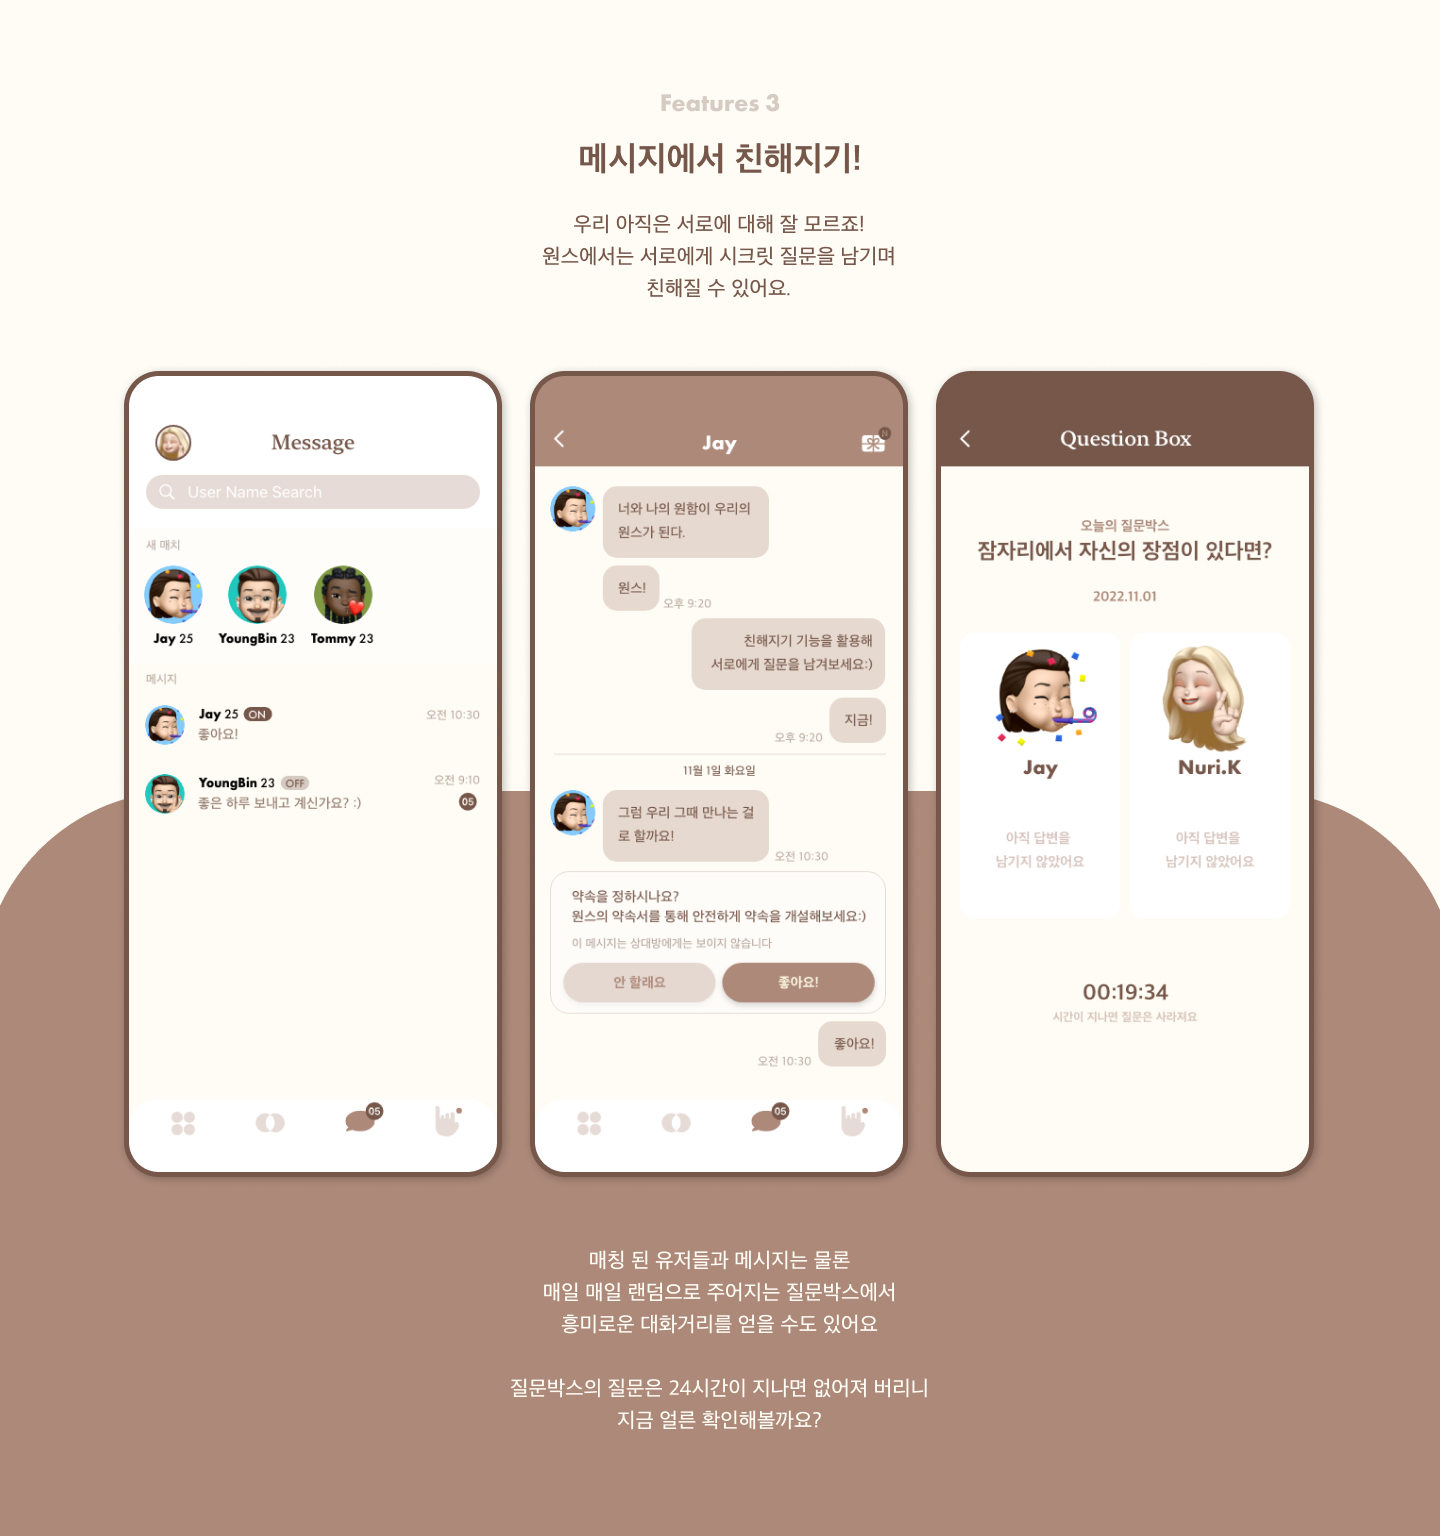 Features 3
메시지에서 친해지기!
우리 아직은 서로에 대해 잘 모르죠!
원스에서는 서로에게 시크릿 질문을 남기며
친해질 수 있어요.
Message
User Name Search
새 매치
Jay 25
YoungBin 23
Tommy 23
메시지
Jay 25 ON
오전 10:30
좋아요!
YoungBin 23 OFF
오전 9:10
좋은 하루 보내고 계신가요? :)
05
05
Jay
N
너와 나의 원함이 우리의
원스가 된다.
원스!
오후 9:20
친해지기 기능을 활용해
서로에게 질문을 남겨보세요:)
지금!
오후 9:20
11월 1일 화요일
그럼 우리 그때 만나는 걸
로 할까요!
오전 10:30
약속을 정하시나요?
원스의 약속서를 통해 안전하게 약속을 개설해보세요:)
이 메시지는 상대방에게는 보이지 않습니다
안 할래요
좋아요!
좋아요!
오전 10:30
05
Question Box
오늘의 질문박스
잠자리에서 자신의 장점이 있다면?
2022.11.01
Jay
아직 답변을
남기지 않았어요
Nuri.K
아직 답변을
남기지 않았어요
00:19:34
시간이 지나면 질문은 사라져요
매칭 된 유저들과 메시지는 물론
매일 매일 랜덤으로 주어지는 질문박스에서
흥미로운 대화거리를 얻을 수도 있어요
질문박스의 질문은 24시간이 지나면 없어져 버리니
지금 얼른 확인해볼까요?